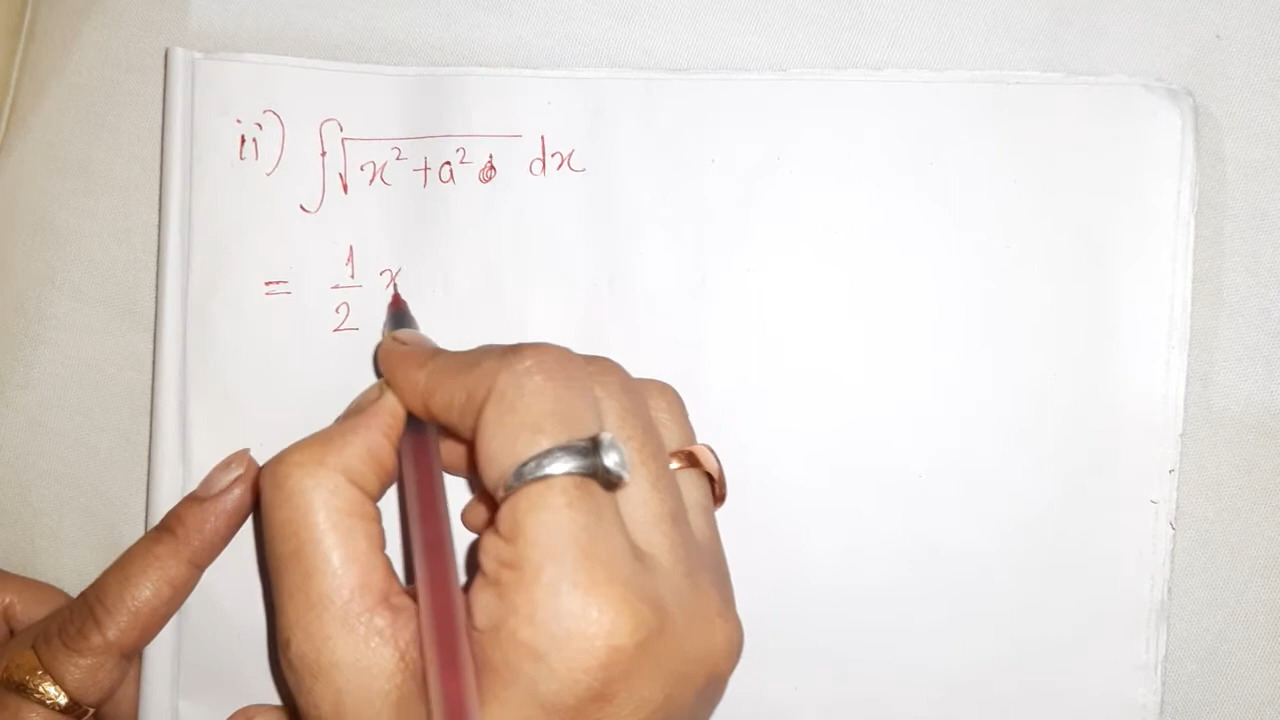 ii) ∫√(x²+a²) dx
= 1/2 x